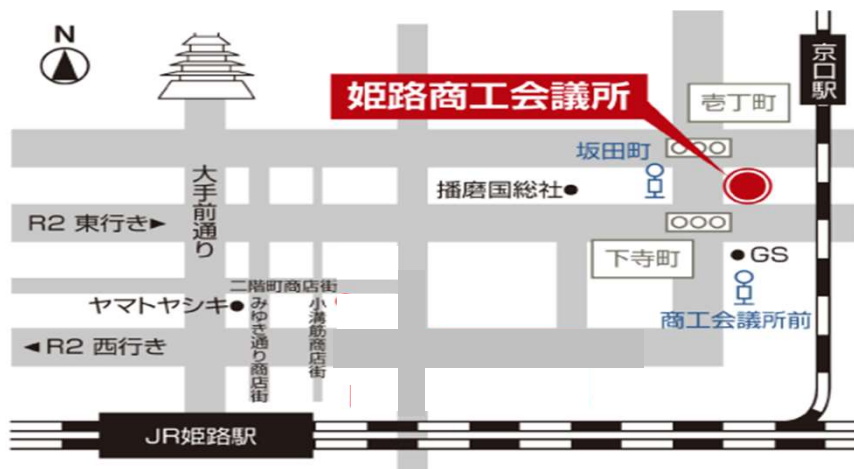 N
京口駅
姫路商工会議所
壱丁町
坂田町
大手前通り
播磨国総社
R2 東行き
下寺町
GS
二階町商店街
ヤマトヤシキ
みゆき通り商店街
小溝筋商店街
商工会議所前
R2 西行き
JR姫路駅